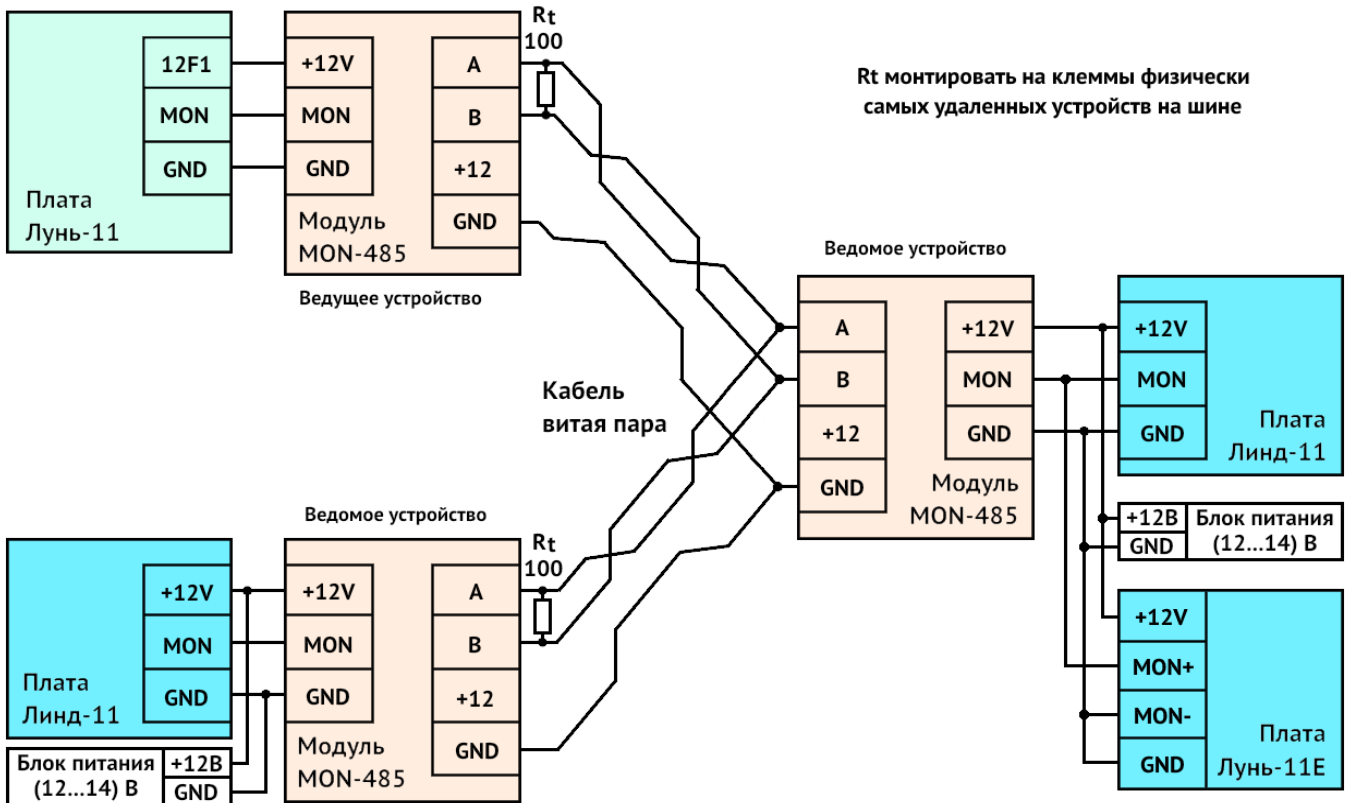 12F1
MON
GND
Плата
Лунь-11
+12V
MON
GND
A
B
+12
GND
Модуль
MON-485
Ведущее устройство
Rt
100
Rt монтировать на клеммы физически
самых удаленных устройств на шине
Кабель
витая пара
Ведомое устройство
A
B
+12
GND
+12V
MON
GND
Модуль
MON-485
+12V
MON
GND
Плата
Линд-11
+12В
GND
Блок питания
(12...14) В
+12V
MON+
MON-
GND
Плата
Лунь-11Е
Ведомое устройство
+12V
MON
GND
Плата
Линд-11
Блок питания
(12...14) В
+12В
GND
+12V
MON
GND
A
B
+12
GND
Модуль
MON-485
Rt
100